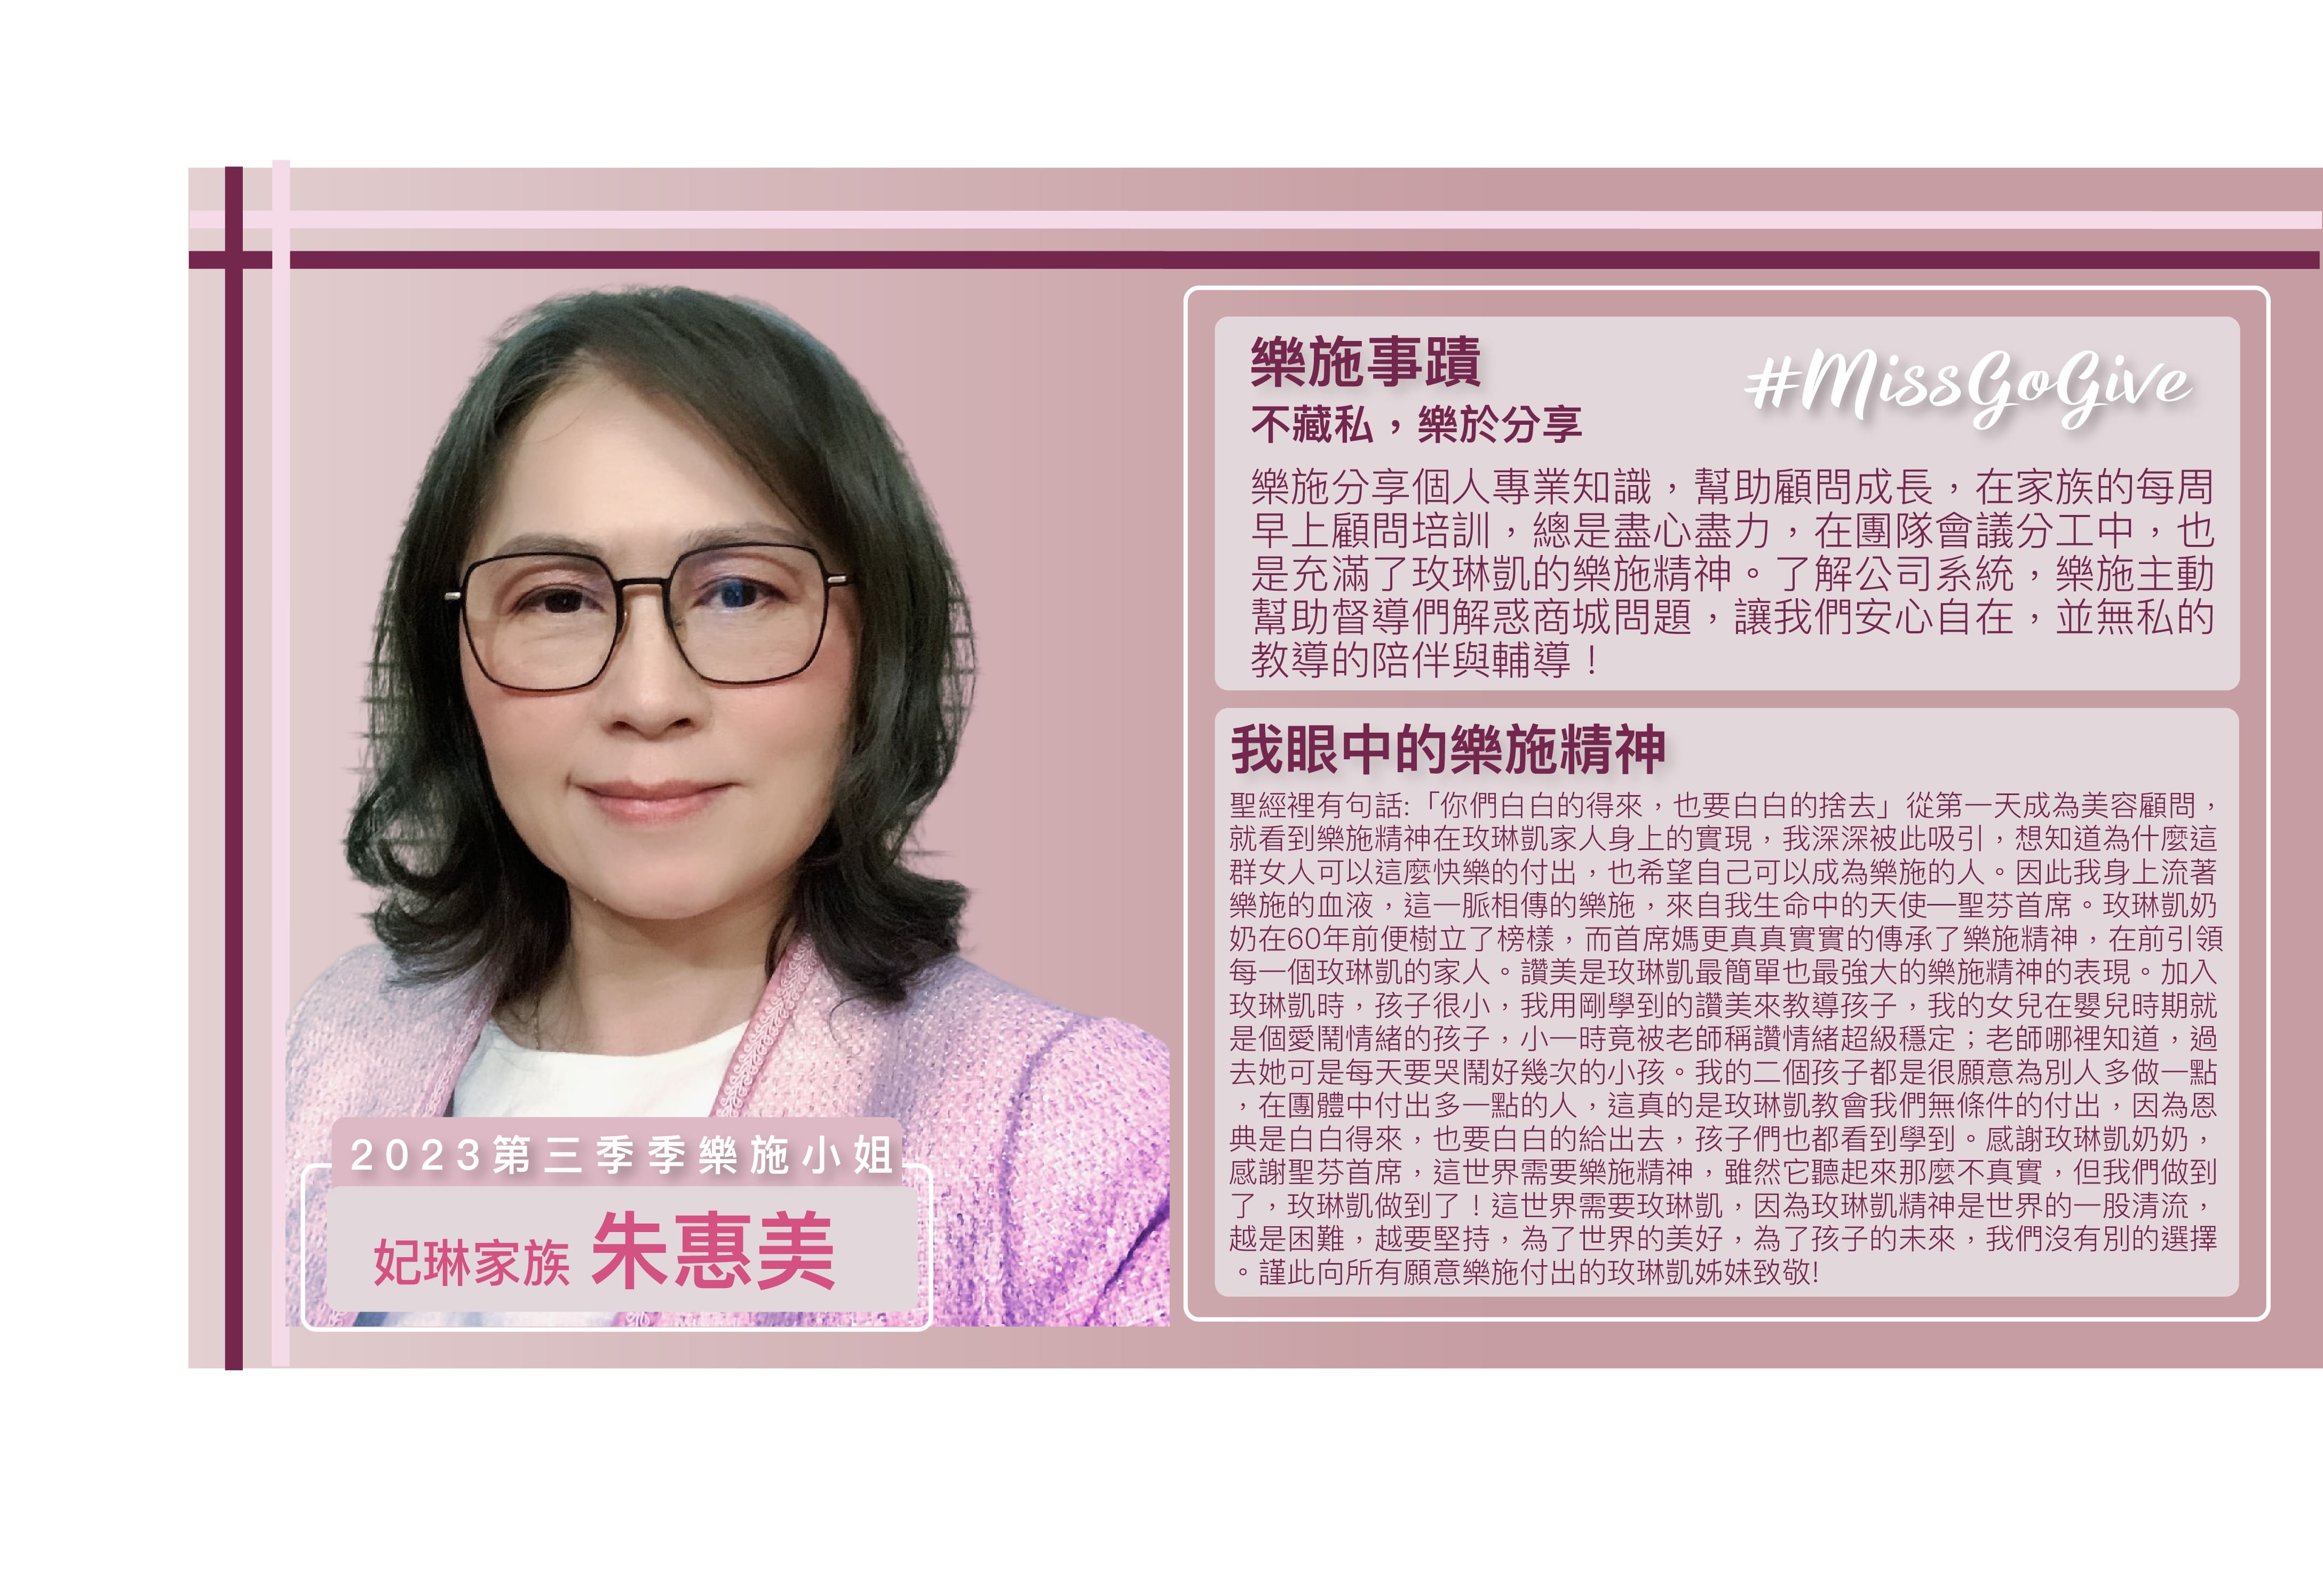 樂施事蹟
#MissGoGive
不藏私，樂於分享
樂施分享個人專業知識，幫助顧問成長，在家族的每周
早上顧問培訓，總是盡心盡力，在團隊會議分工中，也
是充滿了玫琳凱的樂施精神。了解公司系統，樂施主動
幫助督導們解惑商城問題，讓我們安心自在，並無私的
教導的陪伴與輔導！
我眼中的樂施精神
聖經裡有句話:「你們白白的得來，也要白白的捨去」從第一天成為美容顧問，
就看到樂施精神在玫琳凱家人身上的實現，我深深被此吸引，想知道為什麼這
群女人可以這麼快樂的付出，也希望自己可以成為樂施的人。因此我身上流著
樂施的血液，這一脈相傳的樂施，來自我生命中的天使—聖芬首席。玫琳凱奶
奶在60年前便樹立了榜樣，而首席媽更真真實實的傳承了樂施精神，在前引領
每一個玫琳凱的家人。讚美是玫琳凱最簡單也最強大的樂施精神的表現。加入
玫琳凱時，孩子很小，我用剛學到的讚美來教導孩子，我的女兒在嬰兒時期就
是個愛鬧情緒的孩子，小一時竟被老師稱讚情緒超級穩定；老師哪裡知道，過
去她可是每天要哭鬧好幾次的小孩。我的二個孩子都是很願意為別人多做一點
，在團體中付出多一點的人，這真的是玫琳凱教會我們無條件的付出，因為恩
典是白白得來，也要白白的給出去，孩子們也都看到學到。感謝玫琳凱奶奶，
感謝聖芬首席，這世界需要樂施精神，雖然它聽起來那麼不真實，但我們做到
了，玫琳凱做到了！這世界需要玫琳凱，因為玫琳凱精神是世界的一股清流，
越是困難，越要堅持，為了世界的美好，為了孩子的未來，我們沒有別的選擇
。謹此向所有願意樂施付出的玫琳凱姊妹致敬!
2023第三季季樂施小姐
妃琳家族 朱惠美